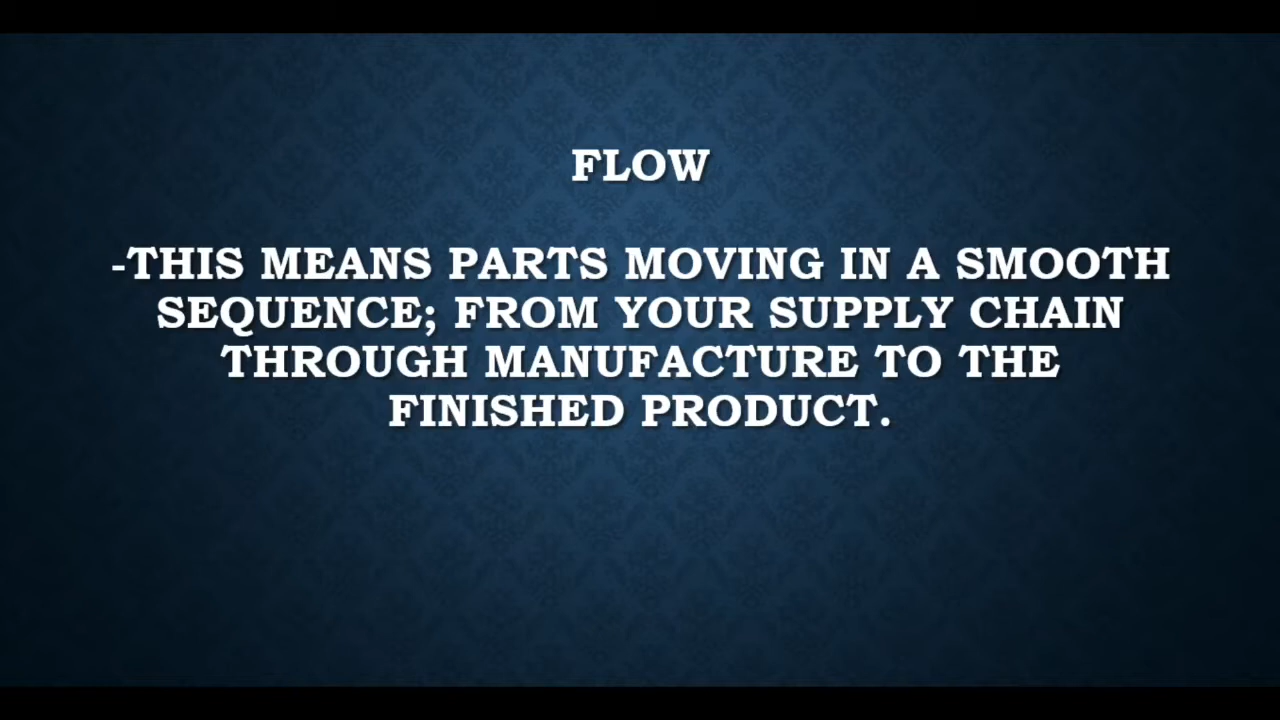 FLOW
-THIS MEANS PARTS MOVING IN A SMOOTH
SEQUENCE; FROM YOUR SUPPLY CHAIN
THROUGH MANUFACTURE TO THE
FINISHED PRODUCT.